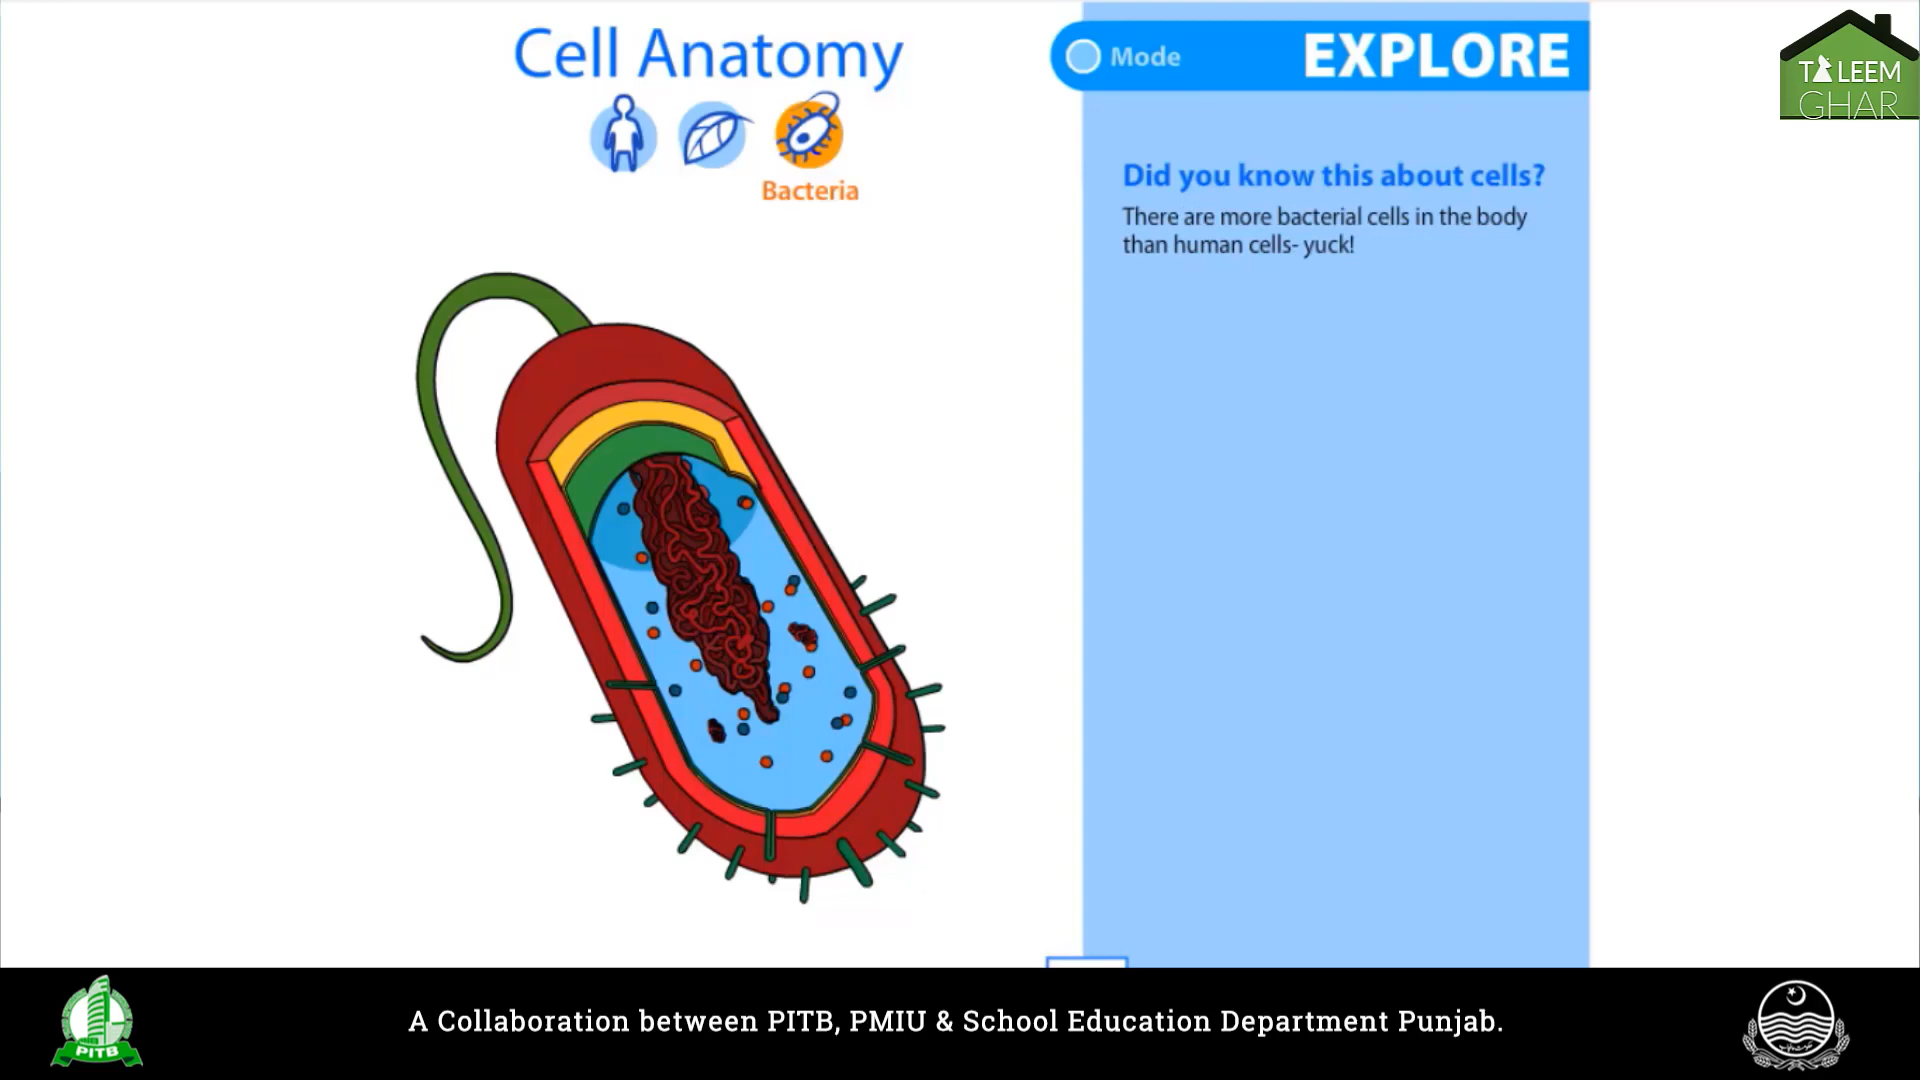 Cell Anatomy
Bacteria
Mode
EXPLORE
Did you know this about cells?
There are more bacterial cells in the body
than human cells- yuck!
TALEEM
GHAR
PITB
A Collaboration between PITB, PMIU & School Education Department Punjab.